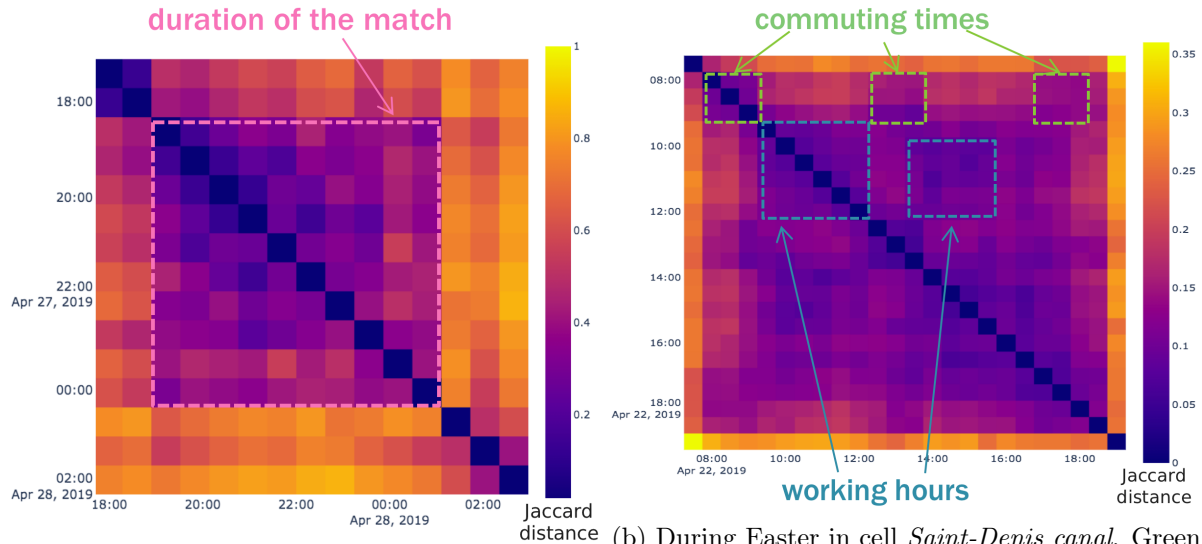 duration of the match
1
18:00
0.8
20:00
0.6
22:00
Apr 27, 2019
0.4
00:00
0.2
02:00
Apr 28, 2019
18:00
20:00
22:00
00:00
02:00
Apr 28, 2019
Jaccard
distance
commuting times
0.35
08:00
0.3
10:00
0.25
12:00
0.2
14:00
0.15
16:00
0.1
18:00
Apr 22, 2019
0.05
0
08:00
10:00
12:00
14:00
16:00
18:00
Apr 22, 2019
Jaccard
distance
working hours
(b) During Easter in cell Saint-Denis canal. Green